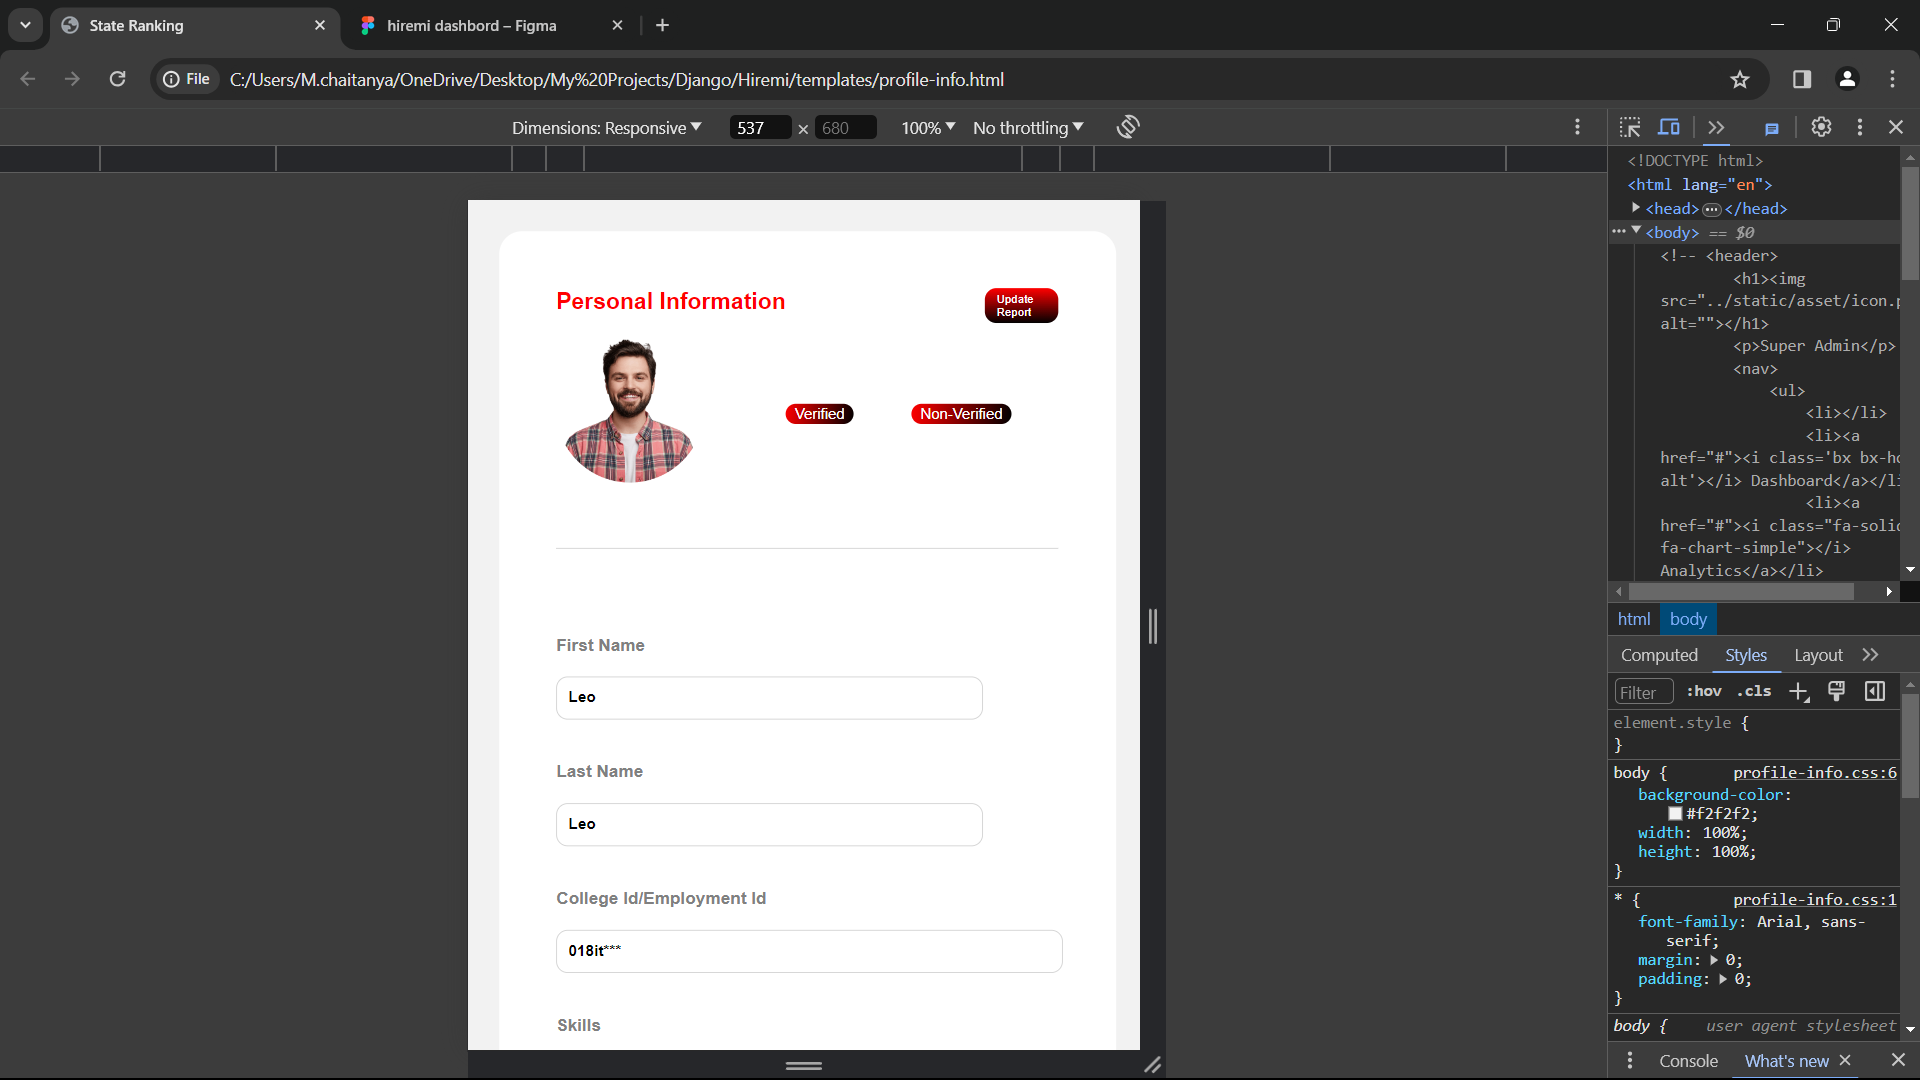 State Ranking
hiremi dashbord – Figma
File
C:/Users/M.chaitanya/OneDrive/Desktop/My%20Projects/Django/Hiremi/templates/profile-info.html
Dimensions: Responsive
537 × 680
100%
No throttling
Personal Information
Update
Report
Verified
Non-Verified
First Name
Leo
Last Name
Leo
College Id/Employment Id
018it***
Skills
<!DOCTYPE html>
<html lang="en">
<head> ⋯ </head>
⋯ <body> == $0
<!-- <header>
<h1><img
src="../static/asset/icon.p
alt=""></h1>
<p>Super Admin</p>
<nav>
<ul>
<li></li>
<li><a
href="#"><i class='bx bx-ho
alt'></i> Dashboard</a></li
<li><a
href="#"><i class="fa-solid
fa-chart-simple"></i>
Analytics</a></li>
html body
Computed Styles Layout
Filter :hov .cls
element.style {
}
body { profile-info.css:6
background-color:
#f2f2f2;
width: 100%;
height: 100%;
}
* { profile-info.css:1
font-family: Arial, sans-
serif;
margin: 0;
padding: 0;
}
body { user agent stylesheet
Console What's new